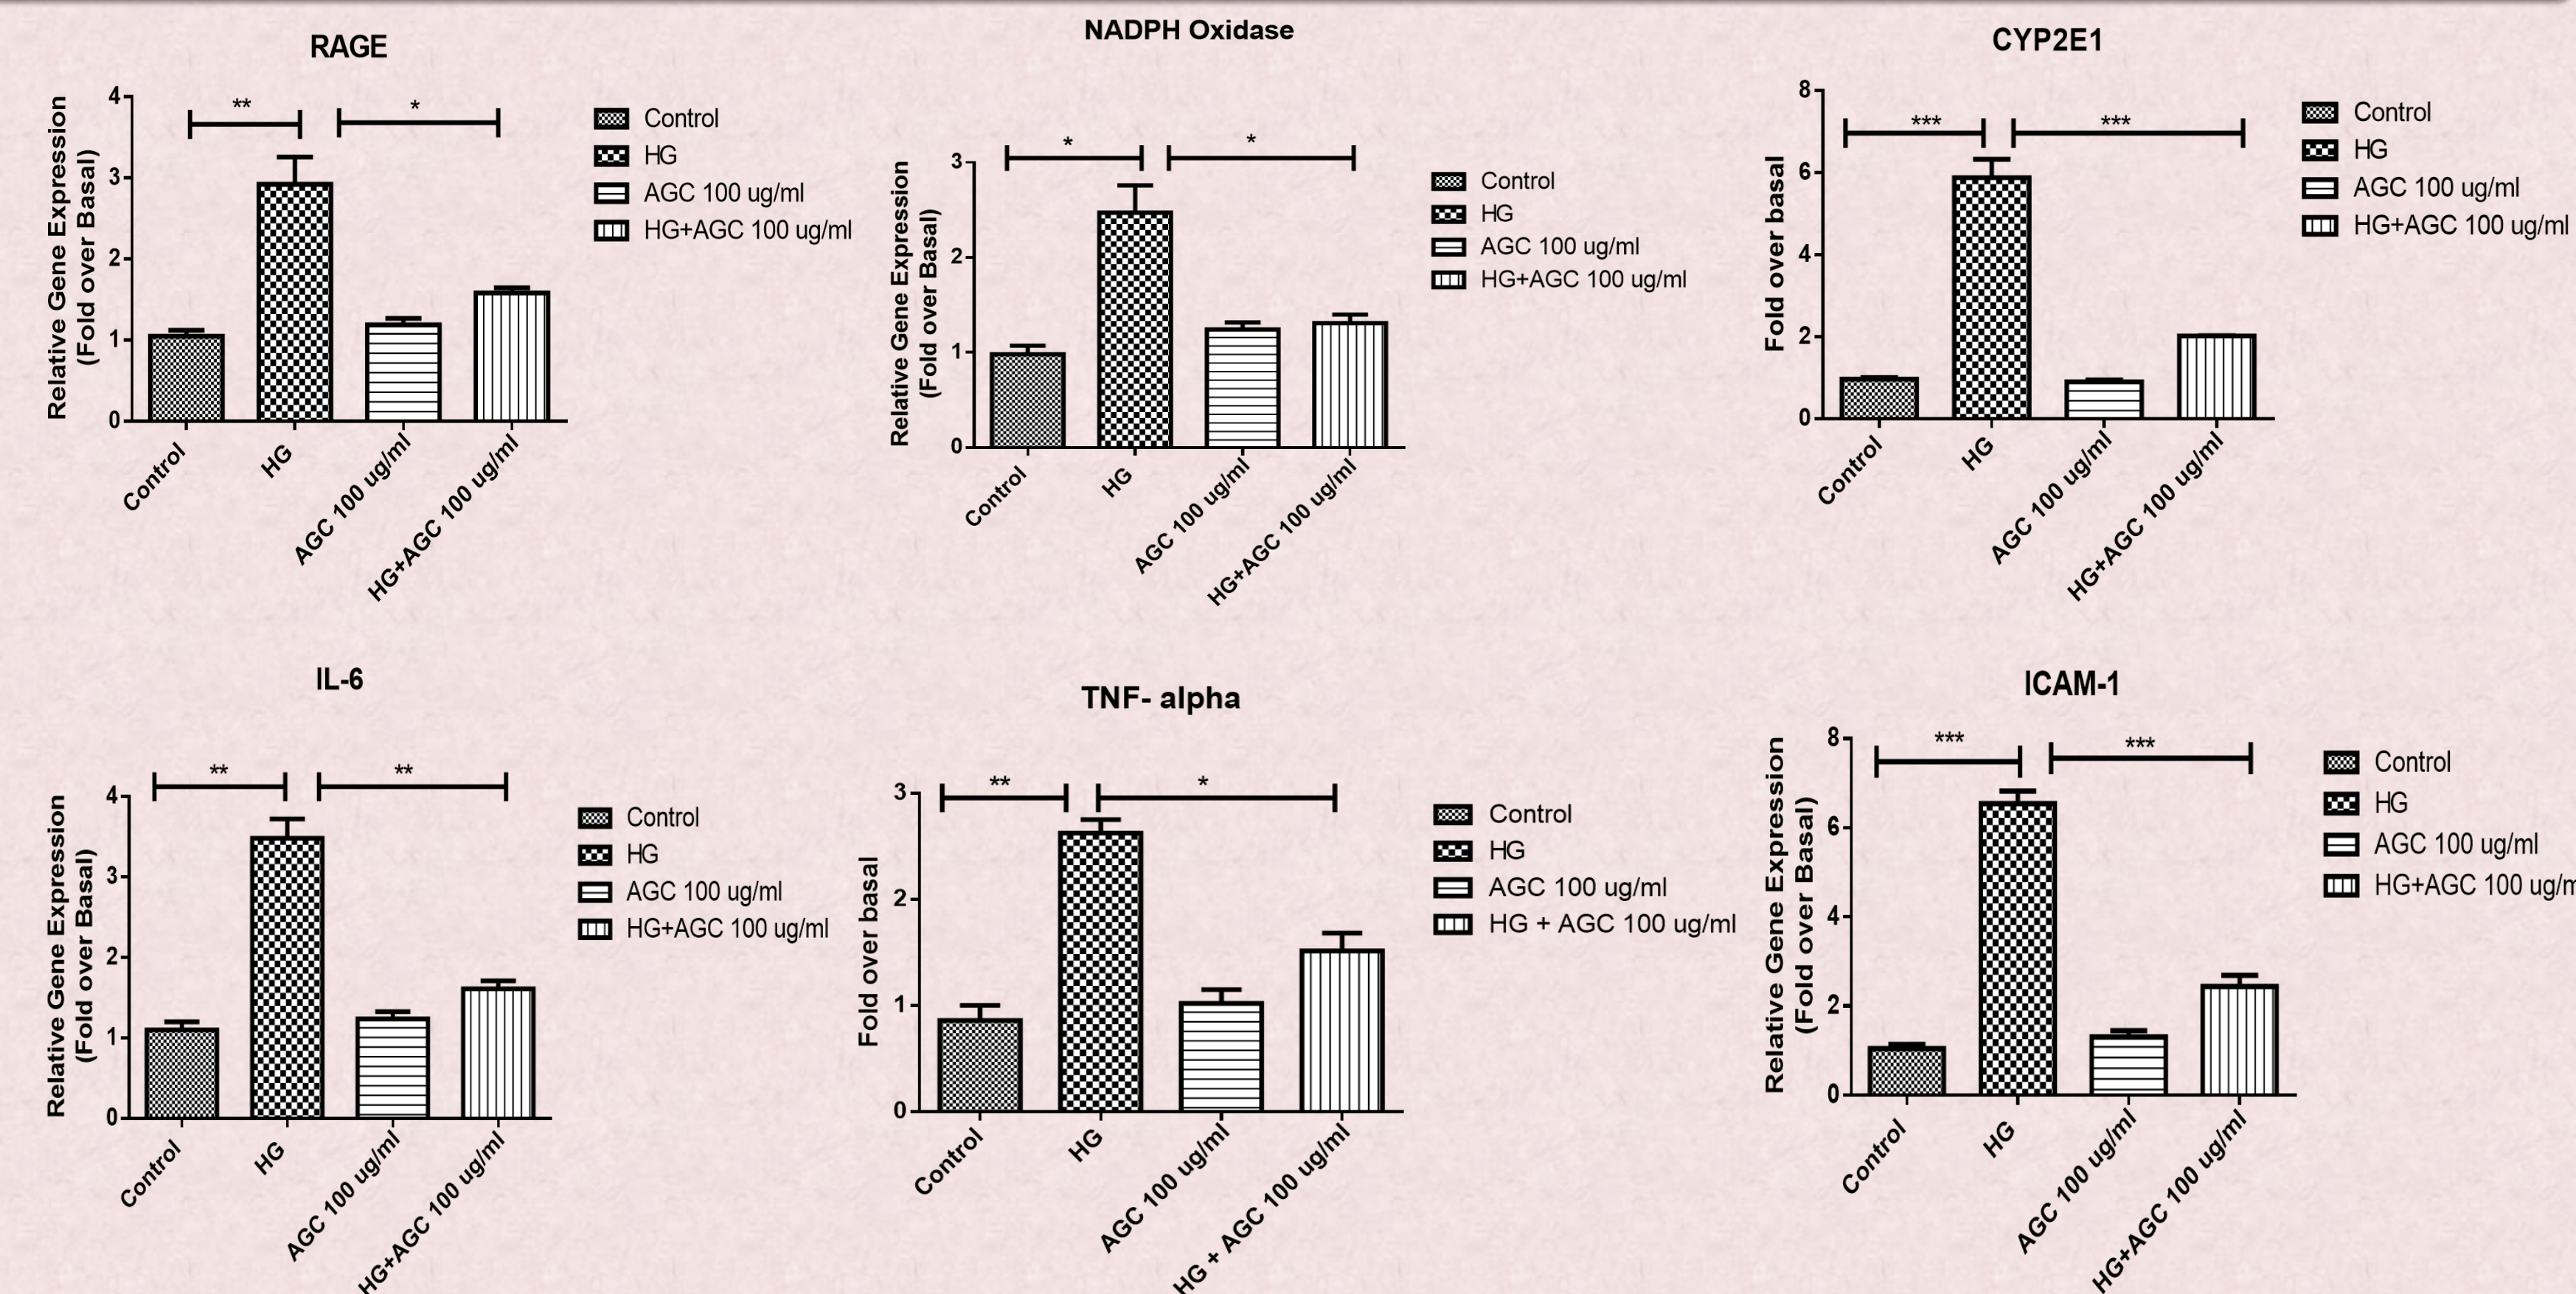 RAGE
Relative Gene Expression
(Fold over Basal)
4
3
2
1
0
**
*
Control
HG
AGC 100 ug/ml
HG+AGC 100 ug/ml
Control
HG
AGC 100 ug/ml
HG+AGC 100 ug/ml
NADPH Oxidase
Relative Gene Expression
(Fold over Basal)
3
2
1
0
*
*
Control
HG
AGC 100 ug/ml
HG+AGC 100 ug/ml
Control
HG
AGC 100 ug/ml
HG+AGC 100 ug/ml
CYP2E1
Fold over basal
8
6
4
2
0
***
***
Control
HG
AGC 100 ug/ml
HG+AGC 100 ug/ml
Control
HG
AGC 100 ug/ml
HG+AGC 100 ug/ml
IL-6
Relative Gene Expression
(Fold over Basal)
4
3
2
1
0
**
**
Control
HG
AGC 100 ug/ml
HG+AGC 100 ug/ml
Control
HG
AGC 100 ug/ml
HG+AGC 100 ug/ml
TNF- alpha
Fold over basal
3
2
1
0
**
*
Control
HG
AGC 100 ug/ml
HG + AGC 100 ug/ml
Control
HG
AGC 100 ug/ml
HG + AGC 100 ug/ml
ICAM-1
Relative Gene Expression
(Fold over Basal)
8
6
4
2
0
***
***
Control
HG
AGC 100 ug/ml
HG+AGC 100 ug/m
Control
HG
AGC 100 ug/ml
HG+AGC 100 ug/ml